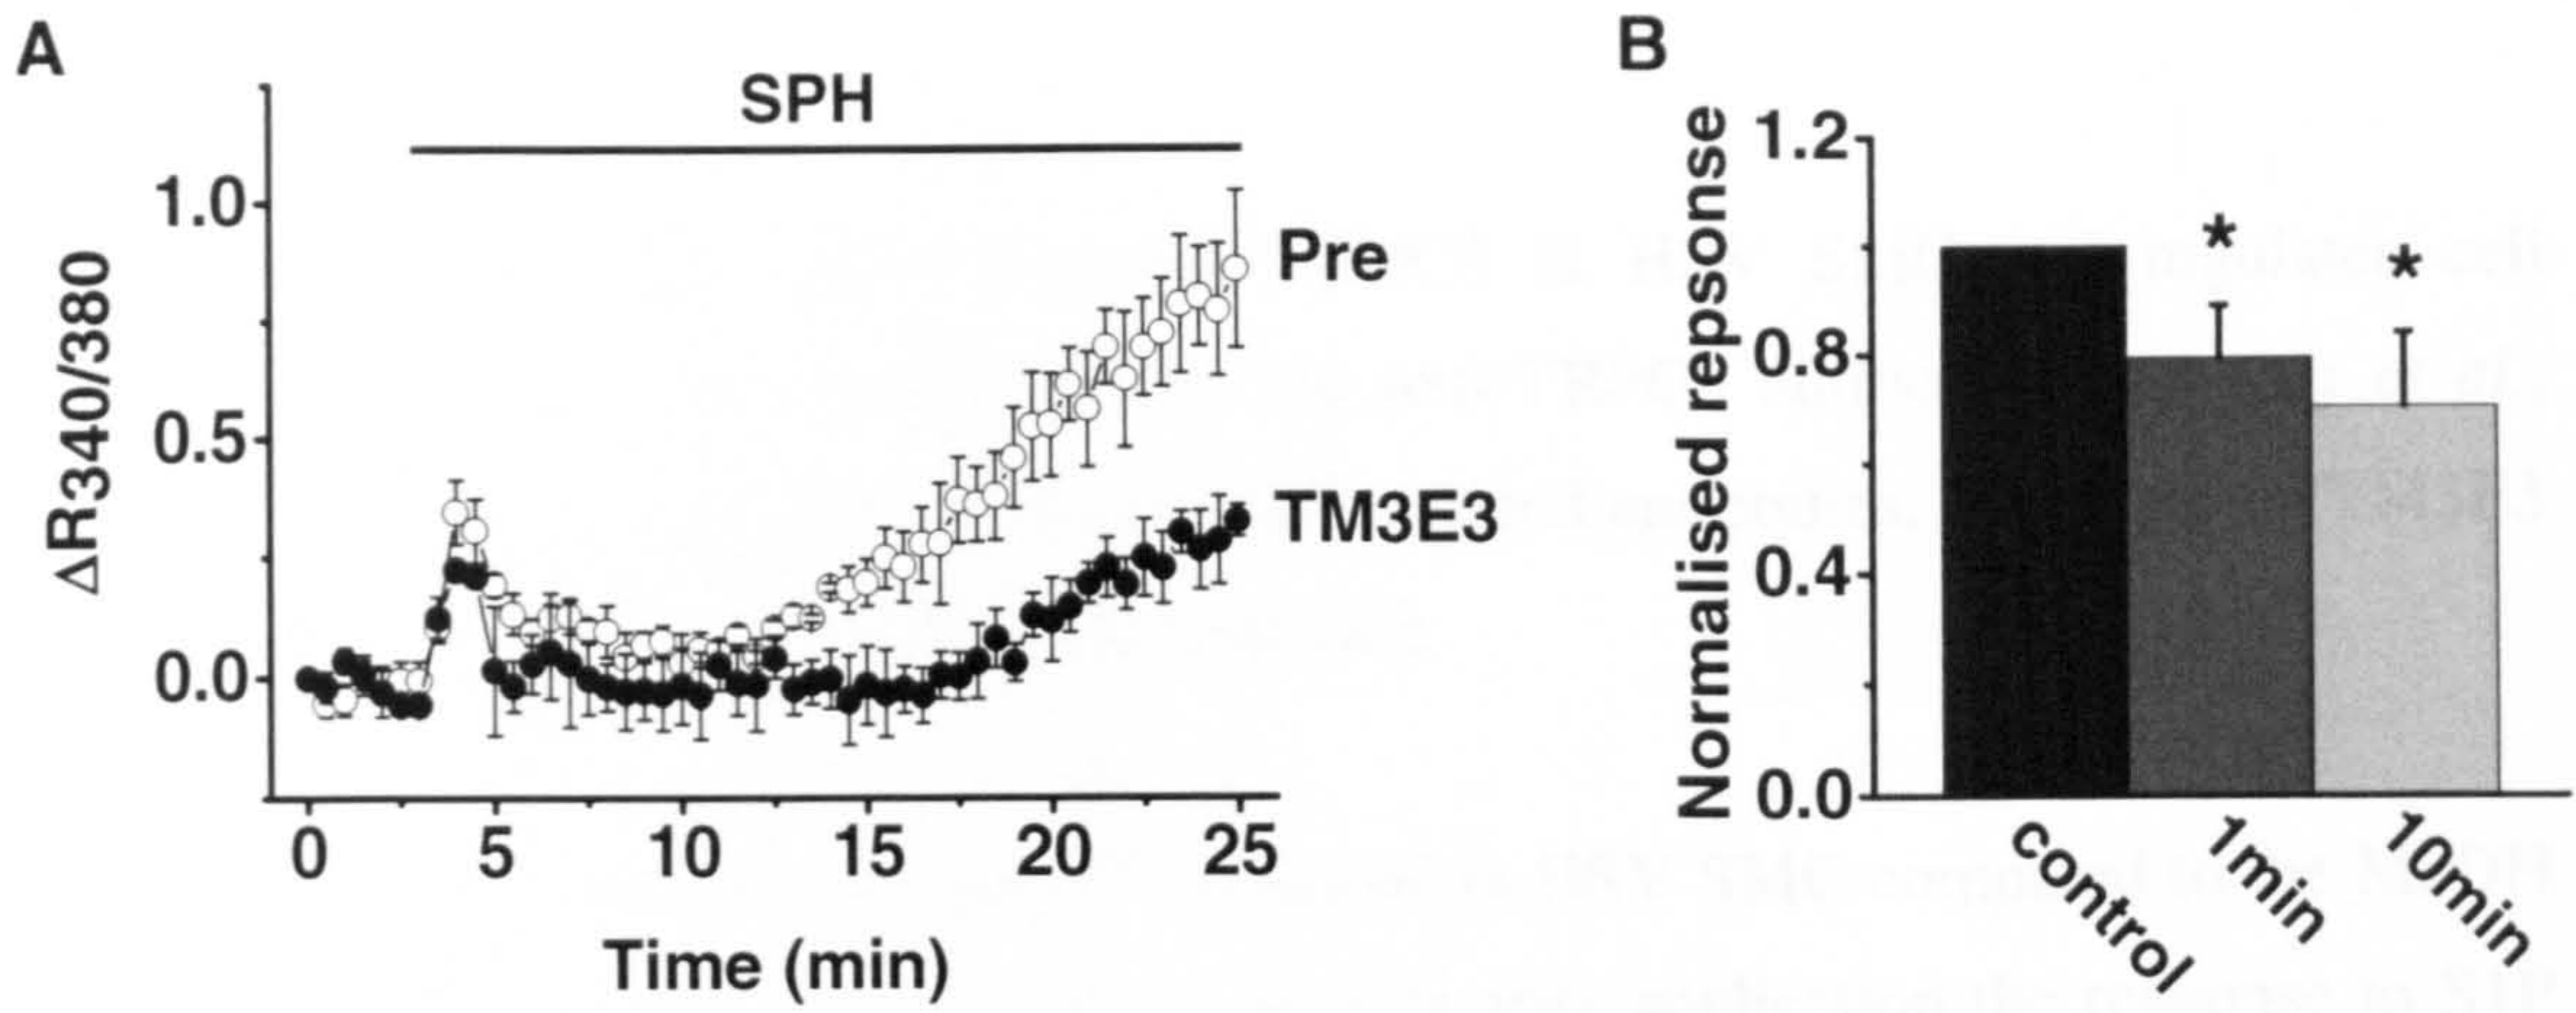 A
SPH
1.0
0.5
0.0
ΔR340/380
Pre
TM3E3
0 5 10 15 20 25
Time (min)
B
Normalised repsonse
1.2
0.8
0.4
0.0
*
*
control
1min
10min